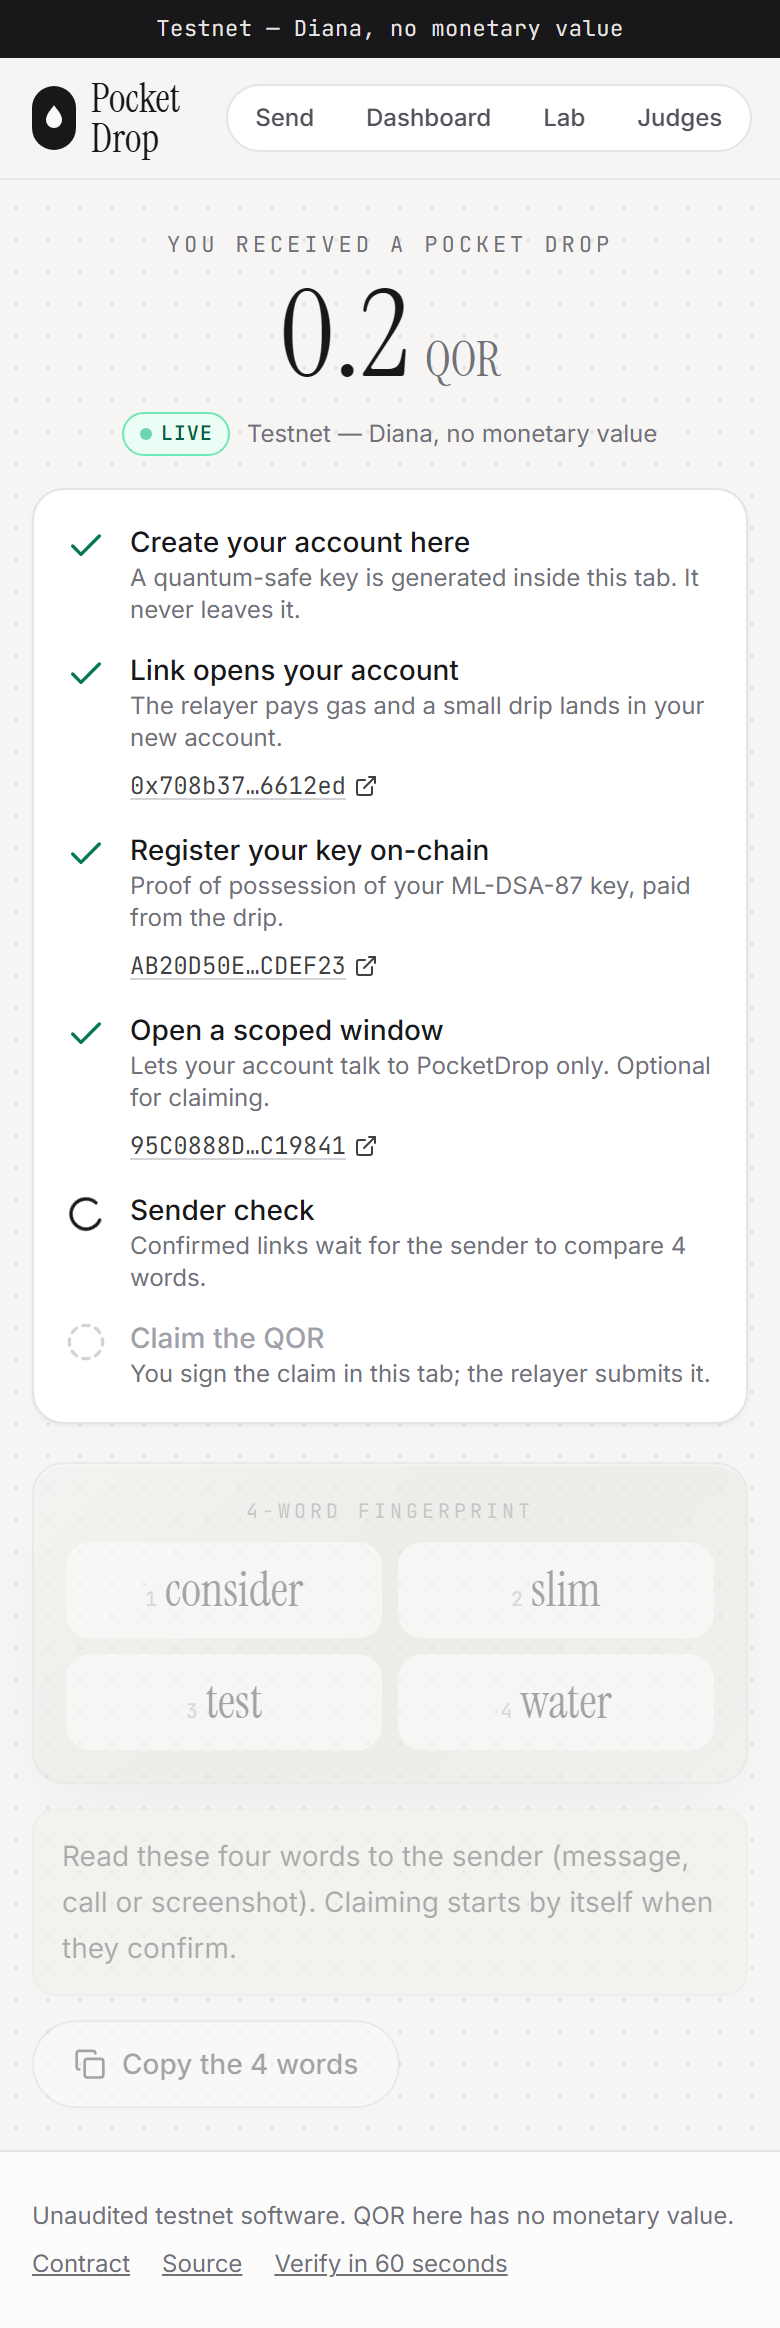 Testnet — Diana, no monetary value
Pocket
Drop
Send
Dashboard
Lab
Judges
YOU RECEIVED A POCKET DROP
0.2 QOR
LIVE
Testnet — Diana, no monetary value
Create your account here
A quantum-safe key is generated inside this tab. It
never leaves it.
Link opens your account
The relayer pays gas and a small drip lands in your
new account.
0x708b37…6612ed
Register your key on-chain
Proof of possession of your ML-DSA-87 key, paid
from the drip.
AB20D50E…CDEF23
Open a scoped window
Lets your account talk to PocketDrop only. Optional
for claiming.
95C0888D…C19841
Sender check
Confirmed links wait for the sender to compare 4
words.
Claim the QOR
You sign the claim in this tab; the relayer submits it.
4-WORD FINGERPRINT
1 consider
2 slim
3 test
4 water
Read these four words to the sender (message,
call or screenshot). Claiming starts by itself when
they confirm.
Copy the 4 words
Unaudited testnet software. QOR here has no monetary value.
Contract
Source
Verify in 60 seconds